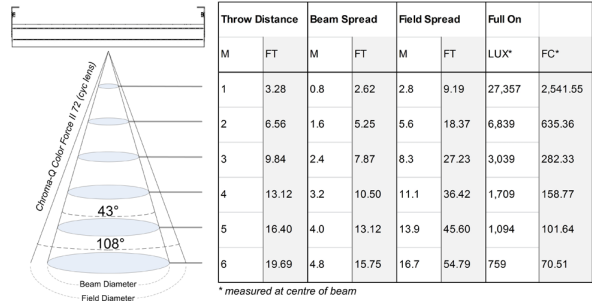 Throw Distance Beam Spread Field Spread Full On
M FT M FT M FT LUX* FC*
1 3.28 0.8 2.62 2.8 9.19 27,357 2,541.55
2 6.56 1.6 5.25 5.6 18.37 6,839 635.36
3 9.84 2.4 7.87 8.3 27.23 3,039 282.33
4 13.12 3.2 10.50 11.1 36.42 1,709 158.77
5 16.40 4.0 13.12 13.9 45.60 1,094 101.64
6 19.69 4.8 15.75 16.7 54.79 759 70.51
* measured at centre of beam
Chroma-Q Color Force II 72 (cyc lens)
43°
108°
Beam Diameter
Field Diameter